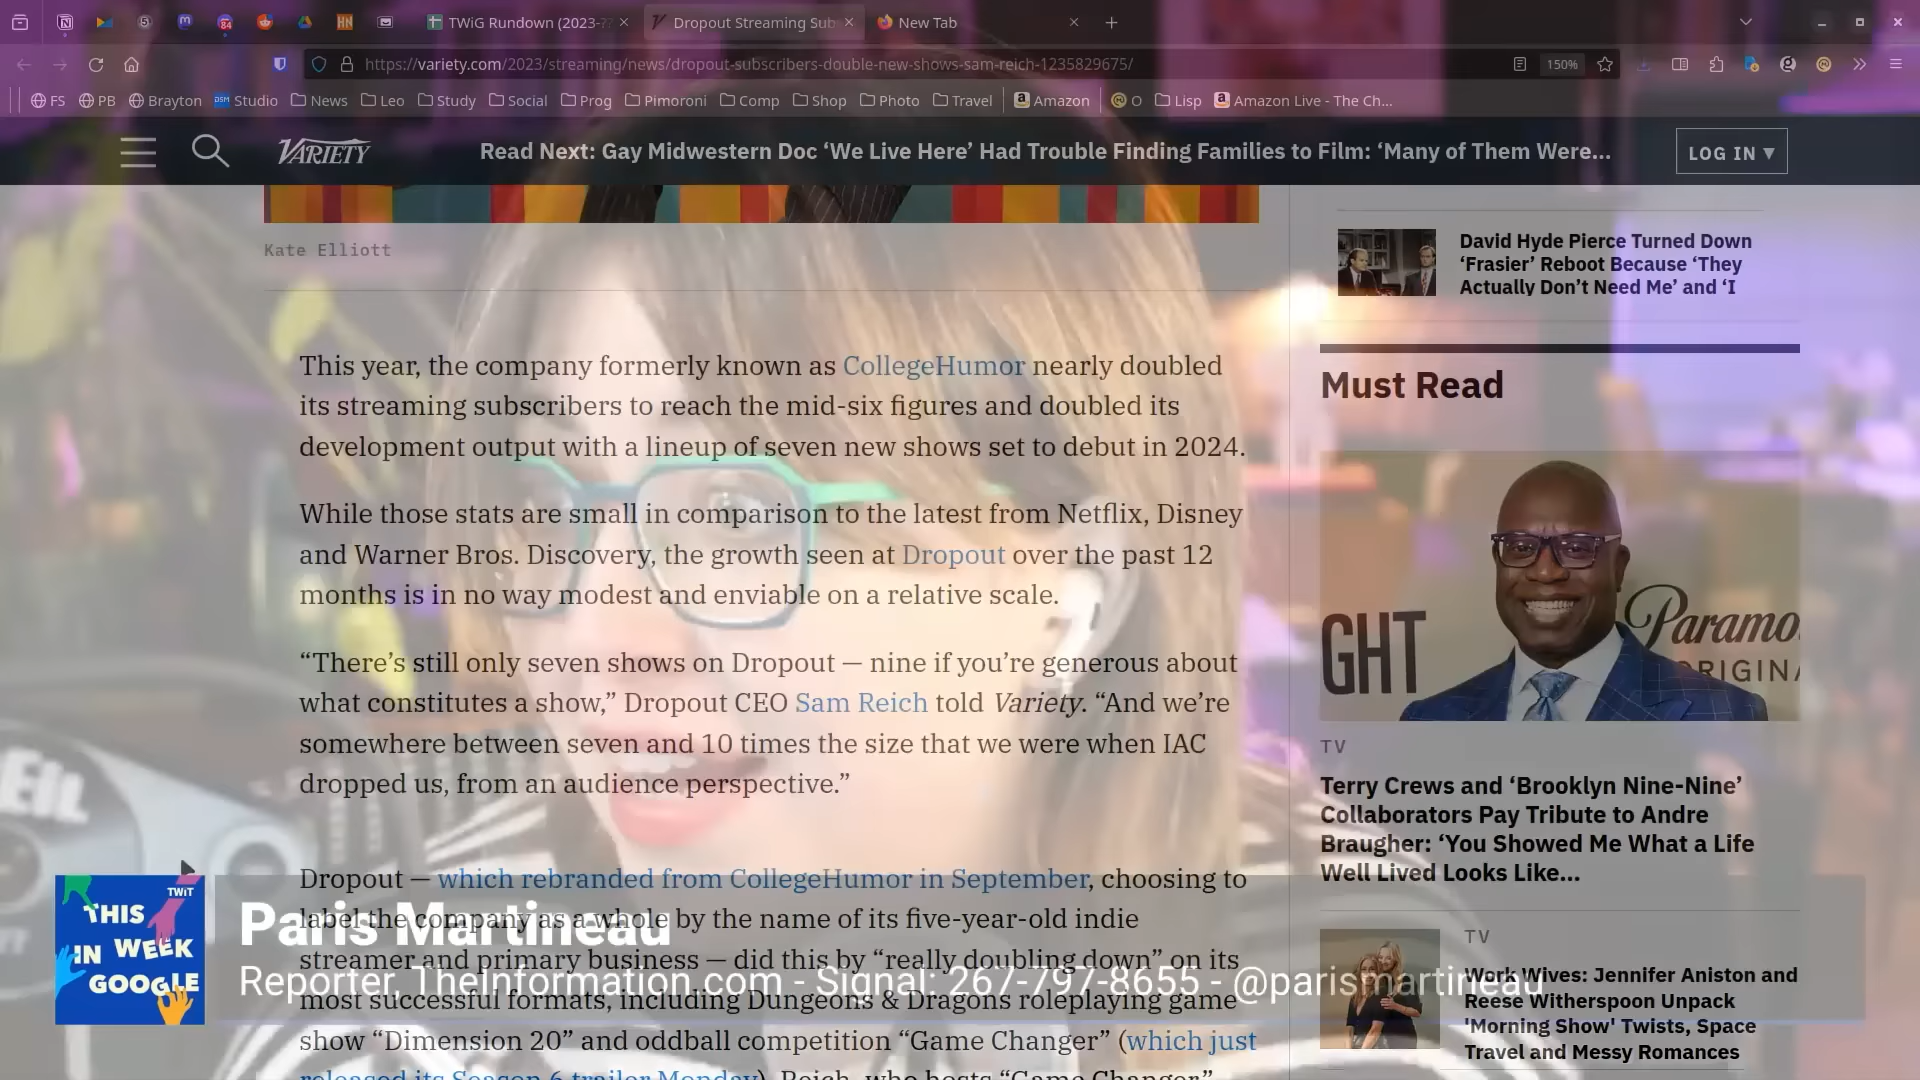 TWiG Rundown (2023-??
Dropout Streaming Sub
New Tab
https://variety.com/2023/streaming/news/dropout-subscribers-double-new-shows-sam-reich-1235829675/
150%
FS
PB
Brayton
Studio
News
Leo
Study
Social
Prog
Pimoroni
Comp
Shop
Photo
Travel
Amazon
O
Lisp
Amazon Live - The Ch...
VARIETY
Read Next: Gay Midwestern Doc ‘We Live Here’ Had Trouble Finding Families to Film: ‘Many of Them Were...
LOG IN ▼
Kate Elliott
This year, the company formerly known as CollegeHumor nearly doubled
its streaming subscribers to reach the mid-six figures and doubled its
development output with a lineup of seven new shows set to debut in 2024.
While those stats are small in comparison to the latest from Netflix, Disney
and Warner Bros. Discovery, the growth seen at Dropout over the past 12
months is in no way modest and enviable on a relative scale.
“There’s still only seven shows on Dropout — nine if you’re generous about
what constitutes a show,” Dropout CEO Sam Reich told Variety. “And we’re
somewhere between seven and 10 times the size that we were when IAC
dropped us, from an audience perspective.”
Dropout — which rebranded from CollegeHumor in September, choosing to
label the company as a whole by the name of its five-year-old indie
streamer and primary business — did this by “really doubling down” on its
most successful formats, including Dungeons & Dragons roleplaying game
show “Dimension 20” and oddball competition “Game Changer” (which just
released its Season 6 trailer Monday). Reich, who hosts “Game Changer”
David Hyde Pierce Turned Down
‘Frasier’ Reboot Because ‘They
Actually Don’t Need Me’ and ‘I
Must Read
GHT
Paramo
ORIGINA
TV
Terry Crews and ‘Brooklyn Nine-Nine’
Collaborators Pay Tribute to Andre
Braugher: ‘You Showed Me What a Life
Well Lived Looks Like...
TV
Work Wives: Jennifer Aniston and
Reese Witherspoon Unpack
'Morning Show' Twists, Space
Travel and Messy Romances
TWiT
THIS
IN WEEK
GOOGLE
Paris Martineau
Reporter, TheInformation.com - Signal: 267-797-8655 - @parismartineau